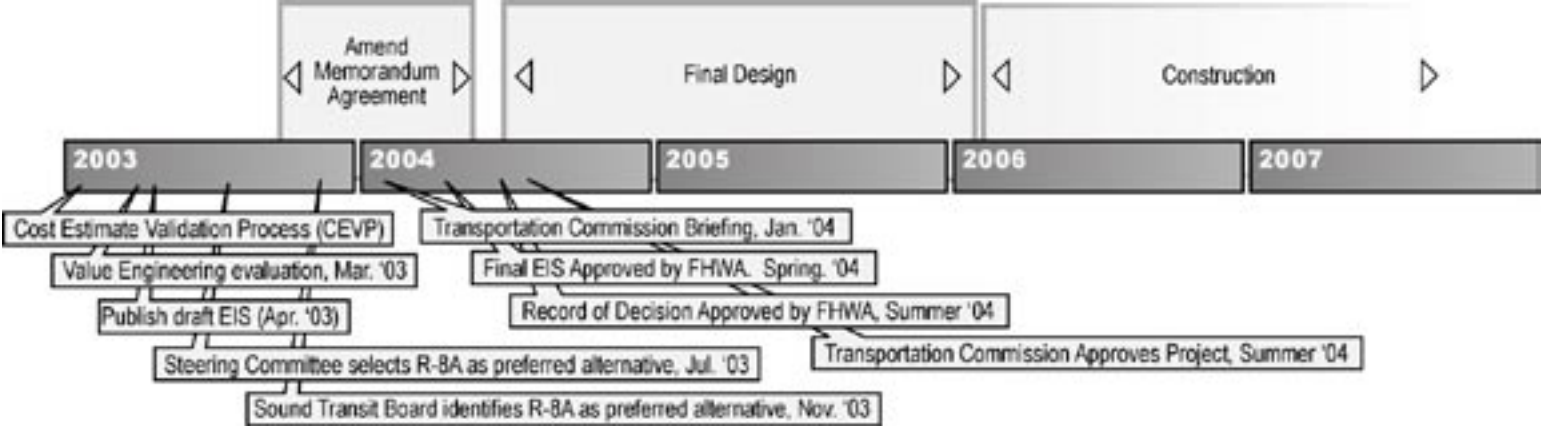 Amend
Memorandum
Agreement
Final Design
Construction
2003
2004
2005
2006
2007
Cost Estimate Validation Process (CEVP)
Transportation Commission Briefing, Jan. '04
Value Engineering evaluation, Mar. '03
Final EIS Approved by FHWA. Spring. '04
Publish draft EIS (Apr. '03)
Record of Decision Approved by FHWA, Summer '04
Steering Committee selects R-8A as preferred alternative, Jul. '03
Transportation Commission Approves Project, Summer '04
Sound Transit Board identifies R-8A as preferred alternative, Nov. '03